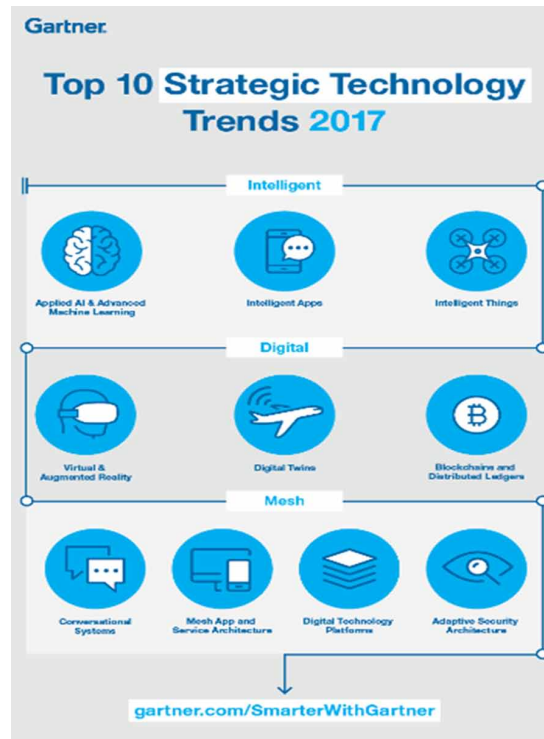 Gartner.
Top 10 Strategic Technology
Trends 2017
Intelligent
Applied AI & Advanced
Machine Learning
Intelligent Apps
Intelligent Things
Digital
Virtual &
Augmented Reality
Digital Twins
Blockchains and
Distributed Ledgers
Mesh
Conversational
Systems
Mesh App and
Service Architecture
Digital Technology
Platforms
Adaptive Security
Architecture
gartner.com/SmarterWithGartner